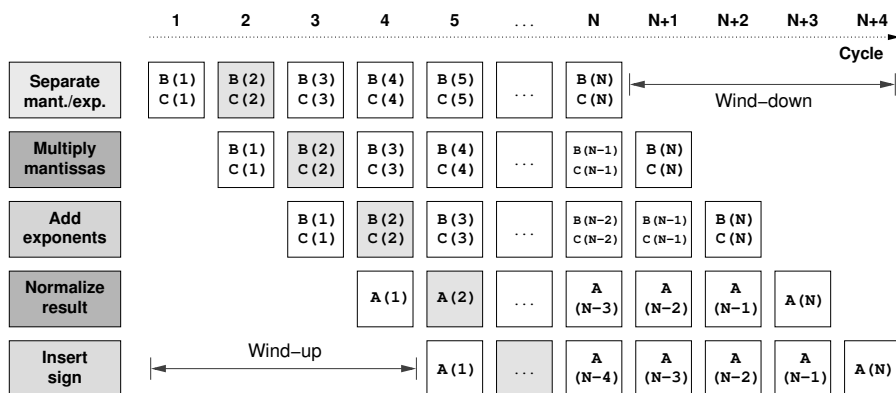 1 2 3 4 5 ... N N+1 N+2 N+3 N+4
Cycle
Separate mant./exp.
B(1) C(1)
B(2) C(2)
B(3) C(3)
B(4) C(4)
B(5) C(5)
...
B(N) C(N)
Wind-down
Multiply mantissas
B(1) C(1)
B(2) C(2)
B(3) C(3)
B(4) C(4)
...
B(N-1) C(N-1)
B(N) C(N)
Add exponents
B(1) C(1)
B(2) C(2)
B(3) C(3)
...
B(N-2) C(N-2)
B(N-1) C(N-1)
B(N) C(N)
Normalize result
A(1)
A(2)
...
A (N-3)
A (N-2)
A (N-1)
A(N)
Insert sign
Wind-up
A(1)
...
A (N-4)
A (N-3)
A (N-2)
A (N-1)
A(N)